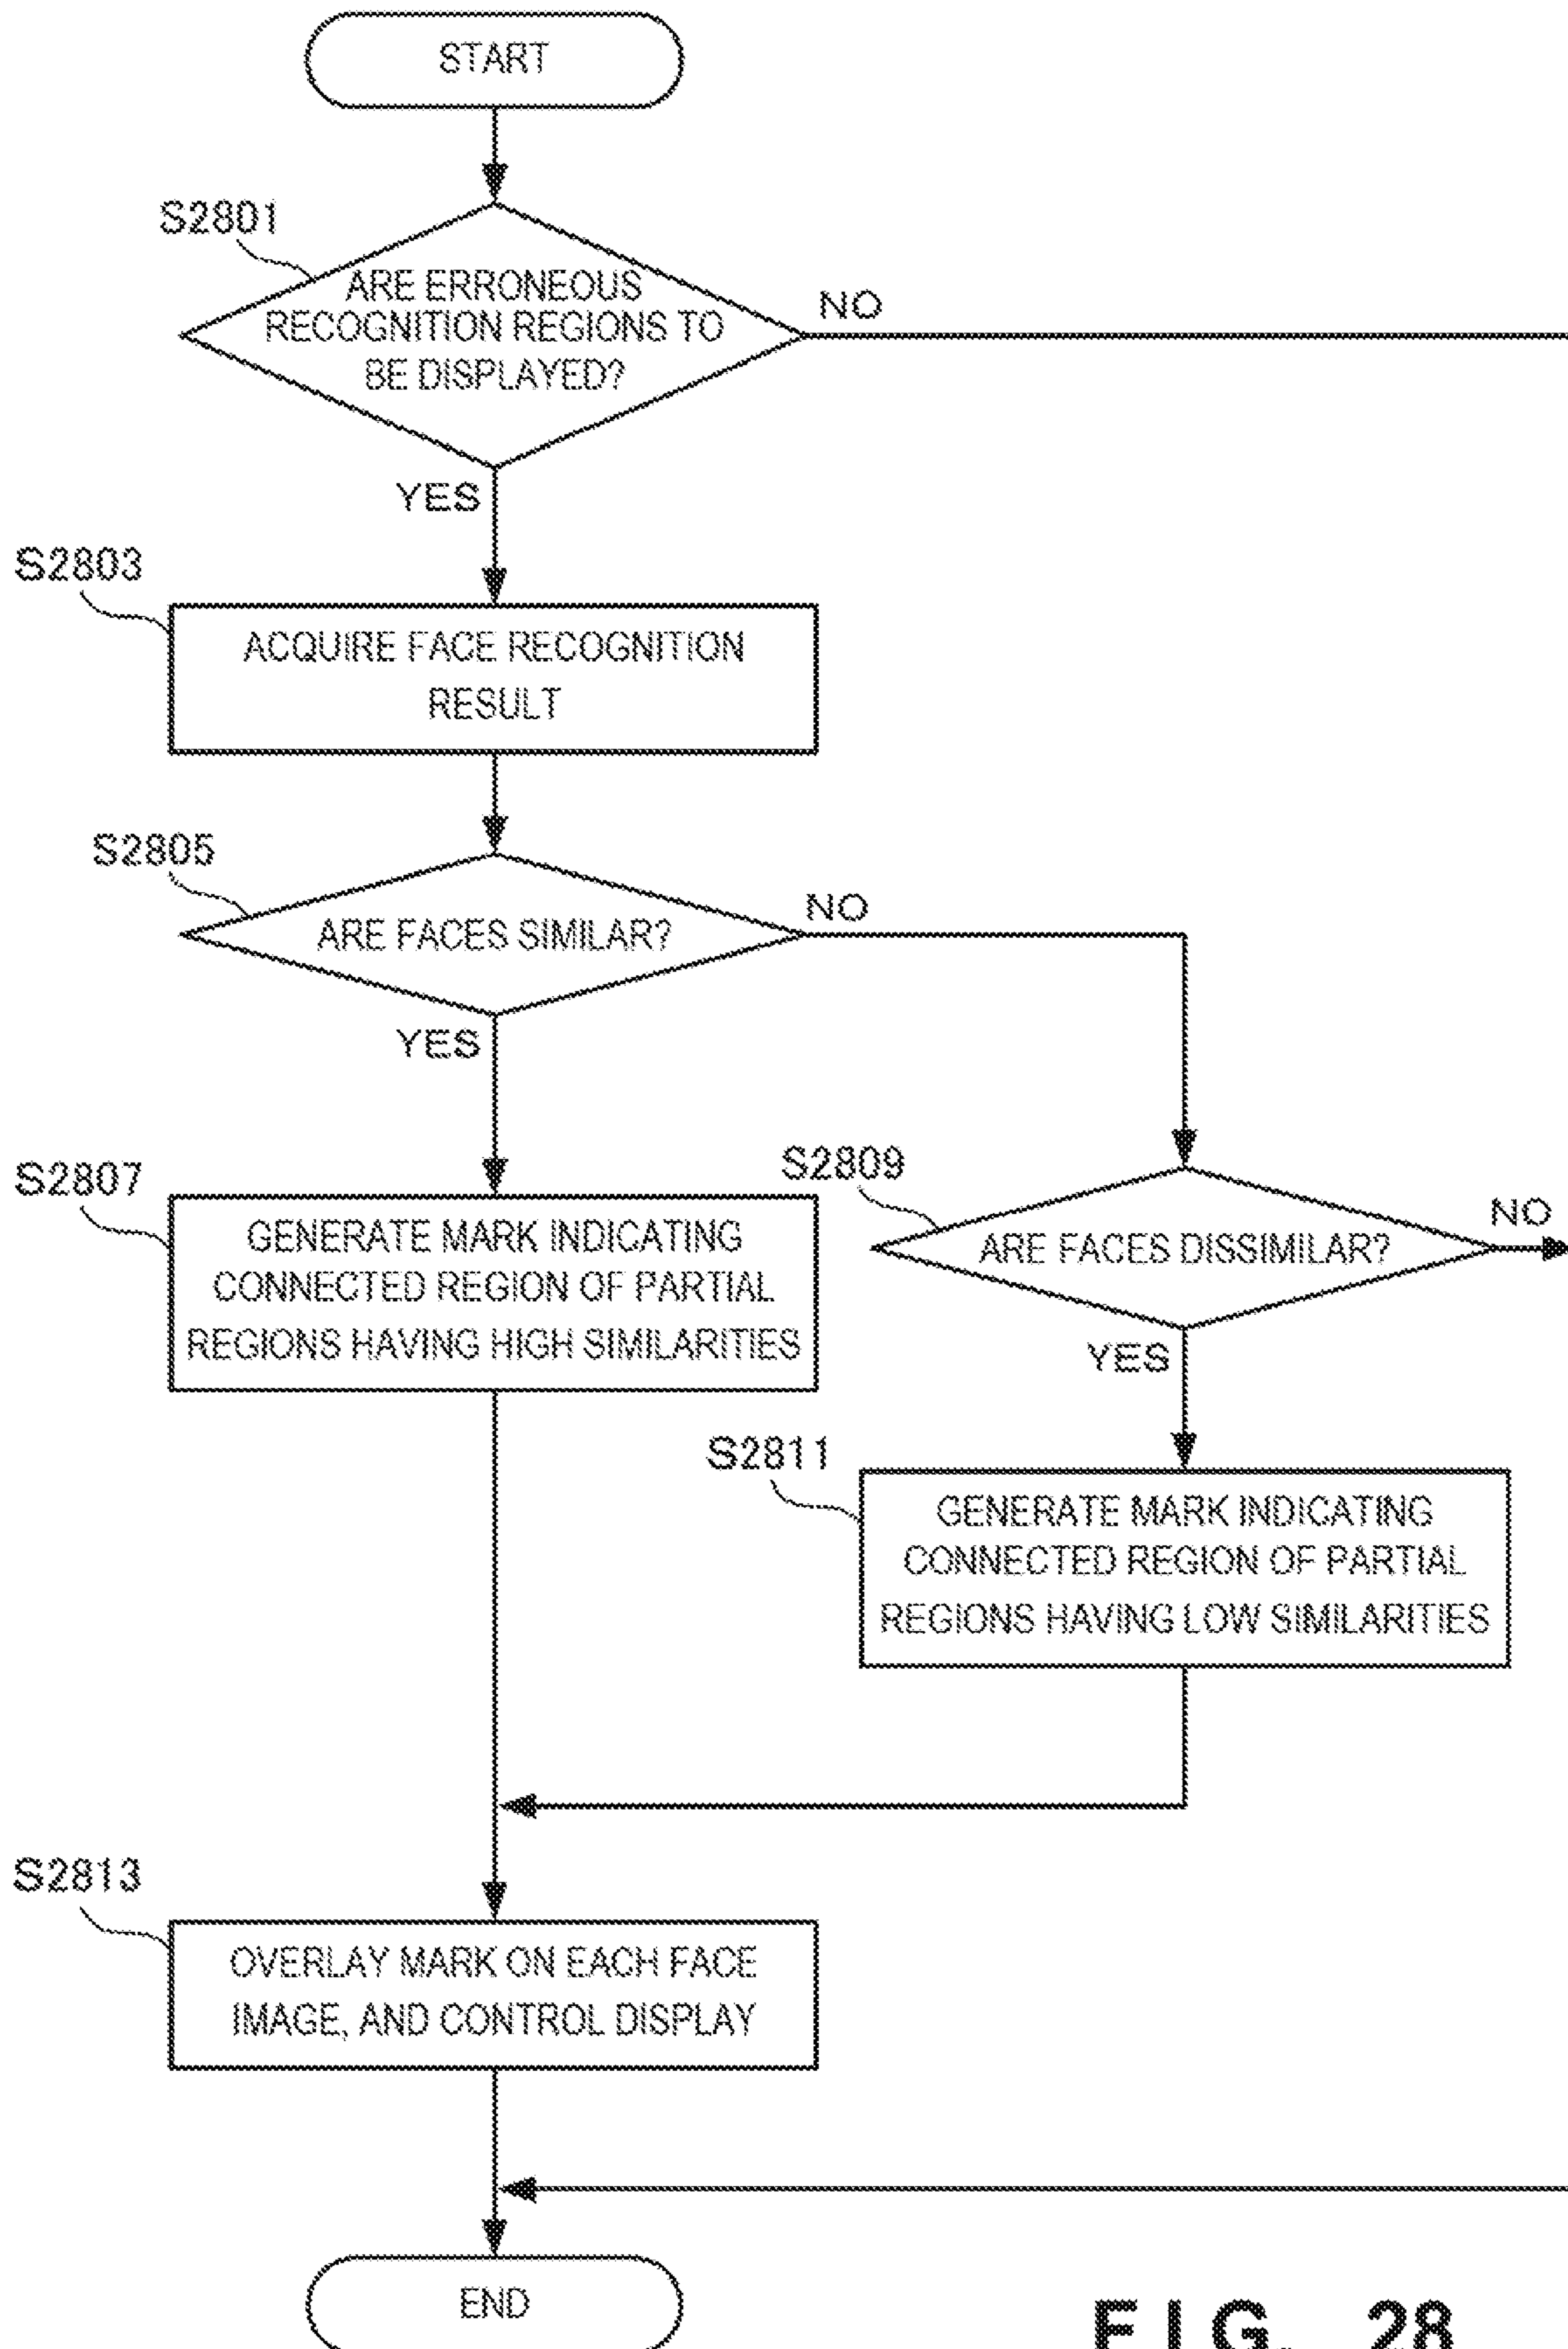 START
S2801
ARE ERRONEOUS
RECOGNITION REGIONS TO
BE DISPLAYED?
NO
YES
S2803
ACQUIRE FACE RECOGNITION
RESULT
S2805
ARE FACES SIMILAR?
NO
YES
S2807
GENERATE MARK INDICATING
CONNECTED REGION OF PARTIAL
REGIONS HAVING HIGH SIMILARITIES
S2809
ARE FACES DISSIMILAR?
NO
YES
S2811
GENERATE MARK INDICATING
CONNECTED REGION OF PARTIAL
REGIONS HAVING LOW SIMILARITIES
S2813
OVERLAY MARK ON EACH FACE
IMAGE, AND CONTROL DISPLAY
END
FIG. 28